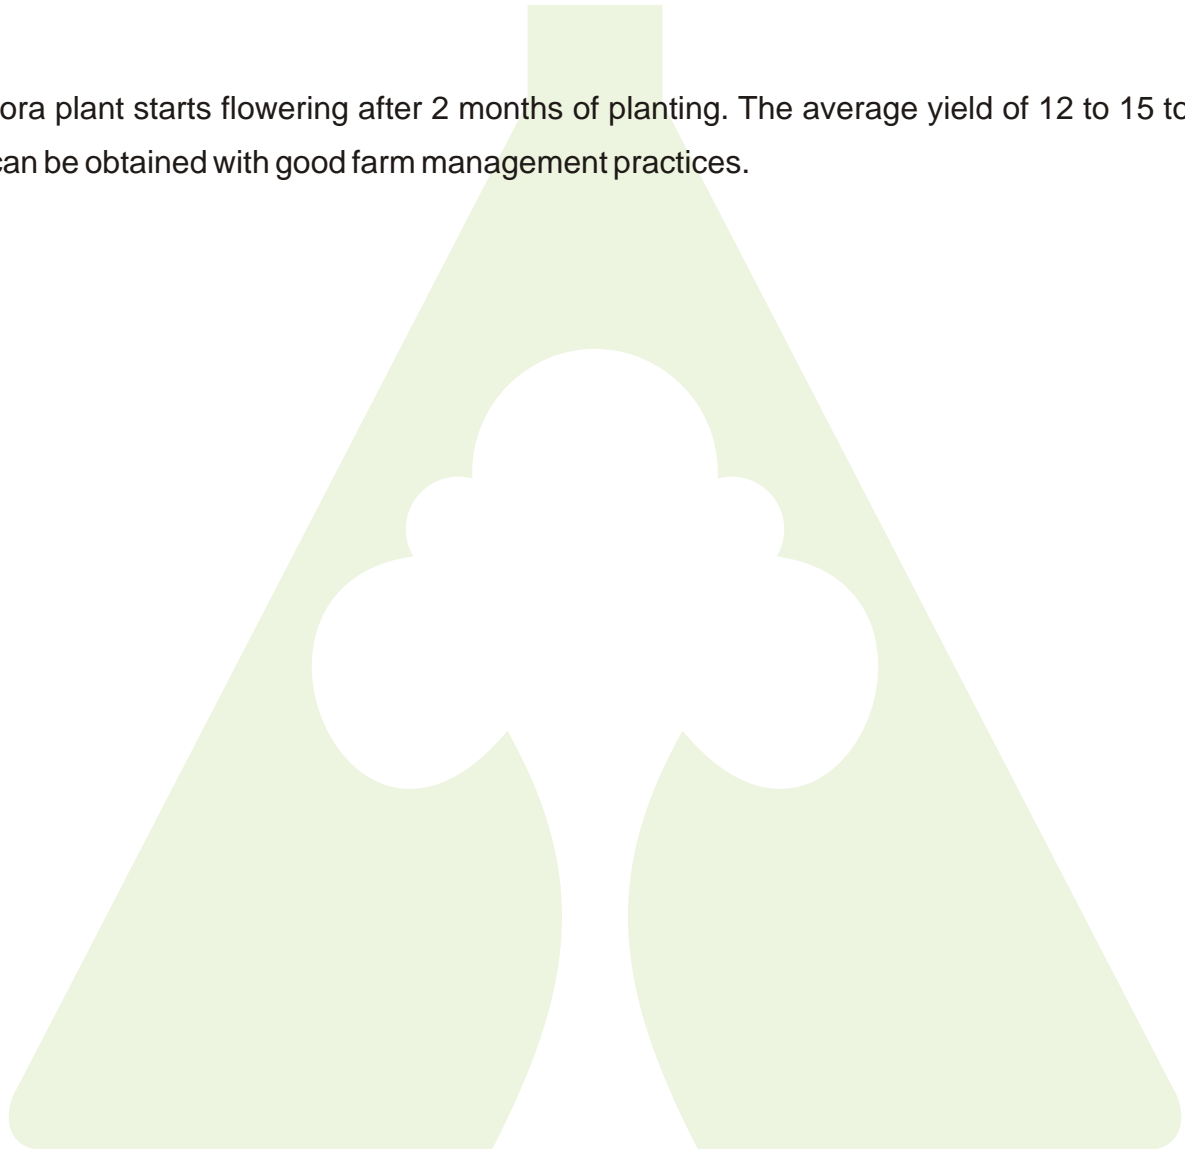 ora plant starts flowering after 2 months of planting. The average yield of 12 to 15 to
can be obtained with good farm management practices.